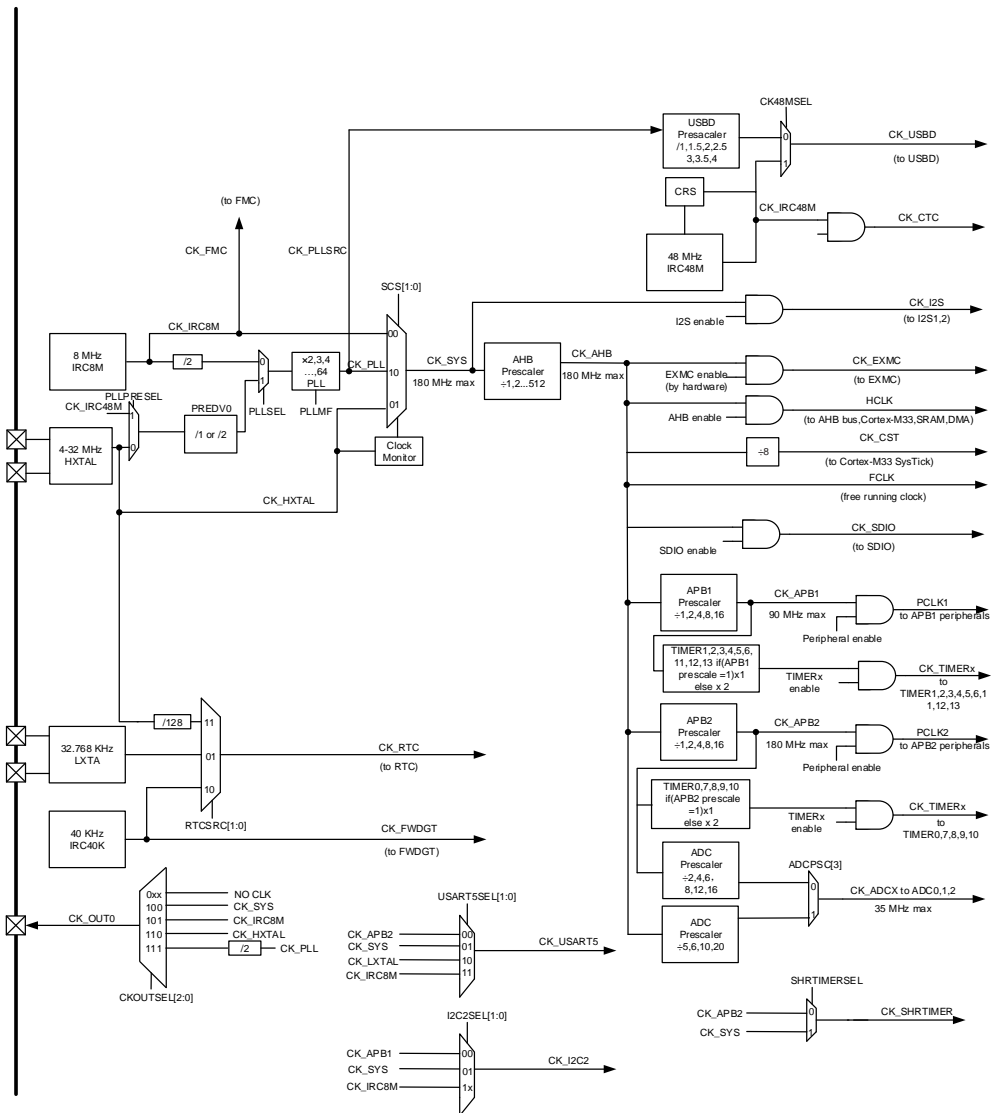 CK48MSEL
USBD
Presacaler
/1,1.5,2,2.5
3,3.5,4
0
1
CK_USBD
(to USBD)
CRS
CK_IRC48M
CK_CTC
48 MHz
IRC48M
(to FMC)
CK_FMC
CK_PLLSRC
SCS[1:0]
CK_I2S
I2S enable
(to I2S1,2)
8 MHz
IRC8M
CK_IRC8M
/2
0
1
PLLSEL
×2,3,4
…,64
PLL
PLLMF
CK_PLL
00
10
01
CK_SYS
180 MHz max
AHB
Prescaler
÷1,2...512
CK_AHB
180 MHz max
EXMC enable
(by hardware)
CK_EXMC
(to EXMC)
HCLK
AHB enable
(to AHB bus,Cortex-M33,SRAM,DMA)
CK_CST
÷8
(to Cortex-M33 SysTick)
FCLK
(free running clock)
PLLPRESEL
CK_IRC48M
1
0
PREDV0
/1 or /2
4-32 MHz
HXTAL
Clock
Monitor
CK_HXTAL
CK_SDIO
SDIO enable
(to SDIO)
APB1
Prescaler
÷1,2,4,8,16
CK_APB1
90 MHz max
Peripheral enable
PCLK1
to APB1 peripherals
TIMER1,2,3,4,5,6,
11,12,13 if(APB1
prescale =1)x1
else x 2
TIMERx
enable
CK_TIMERx
to
TIMER1,2,3,4,5,6,1
1,12,13
APB2
Prescaler
÷1,2,4,8,16
CK_APB2
180 MHz max
Peripheral enable
PCLK2
to APB2 peripherals
TIMER0,7,8,9,10
if(APB2 prescale
=1)x1
else x 2
TIMERx
enable
CK_TIMERx
to
TIMER0,7,8,9,10
ADC
Prescaler
÷2,4,6,
8,12,16
ADC
Prescaler
÷5,6,10,20
ADCPSC[3]
0
1
CK_ADCX to ADC0,1,2
35 MHz max
/128
11
01
10
32.768 KHz
LXTA
CK_RTC
(to RTC)
RTCSRC[1:0]
40 KHz
IRC40K
CK_FWDGT
(to FWDGT)
CK_OUT0
0xx
100
101
110
111
NO CLK
CK_SYS
CK_IRC8M
CK_HXTAL
/2
CK_PLL
CKOUTSEL[2:0]
USART5SEL[1:0]
CK_APB2
CK_SYS
CK_LXTAL
CK_IRC8M
00
01
10
11
CK_USART5
I2C2SEL[1:0]
CK_APB1
CK_SYS
CK_IRC8M
00
01
1x
CK_I2C2
SHRTIMERSEL
CK_APB2
CK_SYS
0
1
CK_SHRTIMER